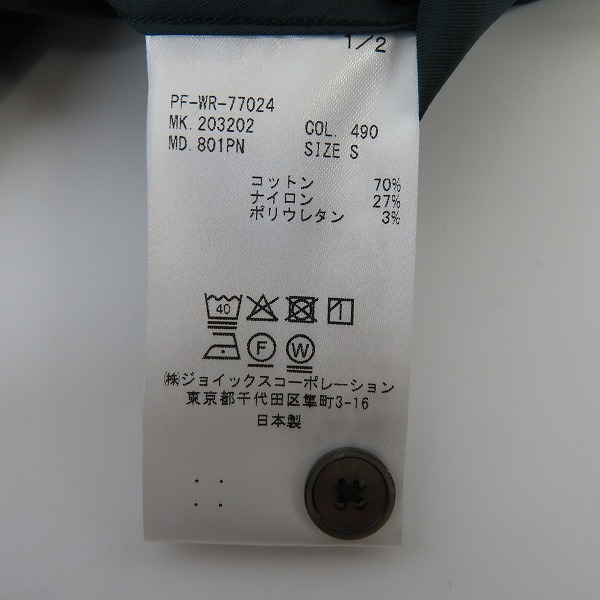 1/2
PF-WR-77024
MK. 203202 COL. 490
MD. 801PN SIZE S
コットン 70%
ナイロン 27%
ポリウレタン 3%
40
F W
㈱ジョイックスコーポレーション
東京都千代田区隼町3-16
日本製